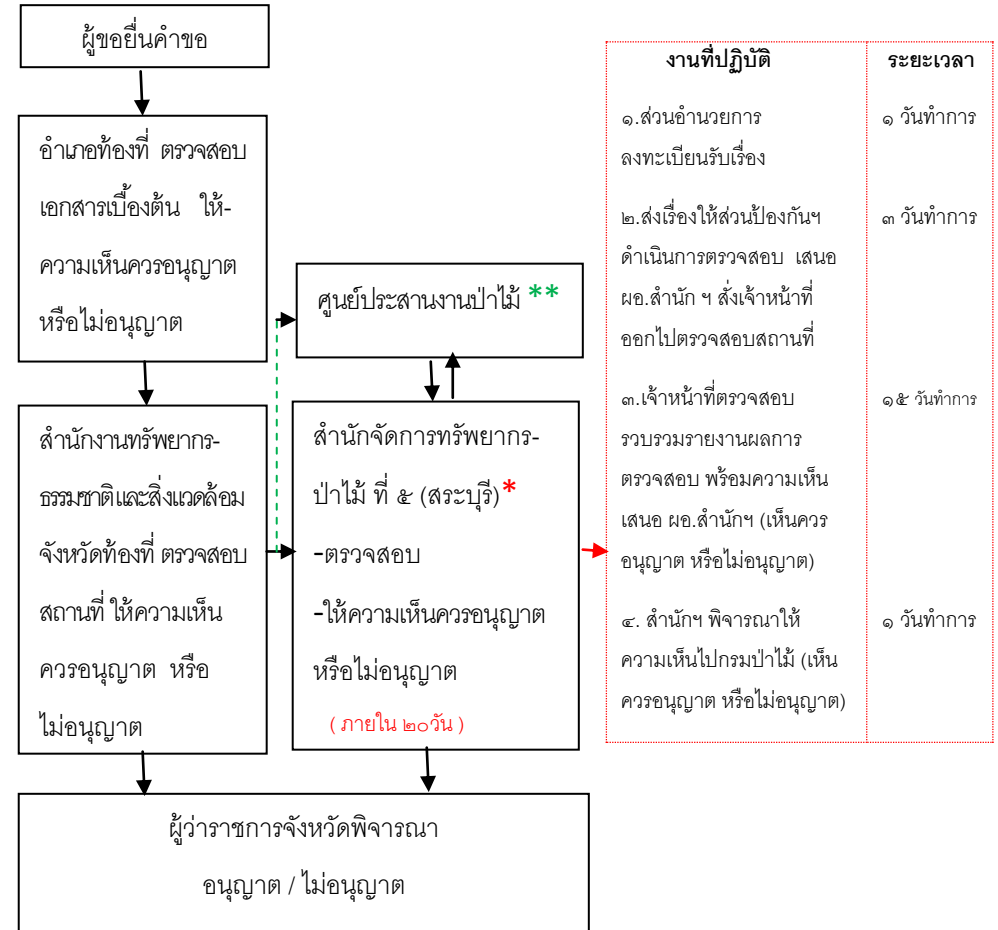 ผู้ขอยื่นคำขอ
อำเภอท้องที่ ตรวจสอบ
เอกสารเบื้องต้น ให้-
ความเห็นควรอนุญาต
หรือไม่อนุญาต
สำนักงานทรัพยากร-
ธรรมชาติและสิ่งแวดล้อม
จังหวัดท้องที่ ตรวจสอบ
สถานที่ ให้ความเห็น
ควรอนุญาต หรือ
ไม่อนุญาต
ศูนย์ประสานงานป่าไม้ **
สำนักจัดการทรัพยากร-
ป่าไม้ ที่ ๕ (สระบุรี)*
-ตรวจสอบ
-ให้ความเห็นควรอนุญาต
หรือไม่อนุญาต
( ภายใน ๒๐วัน )
ผู้ว่าราชการจังหวัดพิจารณา
อนุญาต / ไม่อนุญาต
งานที่ปฏิบัติ ระยะเวลา
๑.ส่วนอำนวยการ ๑ วันทำการ
ลงทะเบียนรับเรื่อง
๒.ส่งเรื่องให้ส่วนป้องกันฯ ๓ วันทำการ
ดำเนินการตรวจสอบ เสนอ
ผอ.สำนัก ฯ สั่งเจ้าหน้าที่
ออกไปตรวจสอบสถานที่
๓.เจ้าหน้าที่ตรวจสอบ ๑๕ วันทำการ
รวบรวมรายงานผลการ
ตรวจสอบ พร้อมความเห็น
เสนอ ผอ.สำนักฯ (เห็นควร
อนุญาต หรือไม่อนุญาต)
๔. สำนักฯ พิจารณาให้ ๑ วันทำการ
ความเห็นไปกรมป่าไม้ (เห็น
ควรอนุญาต หรือไม่อนุญาต)